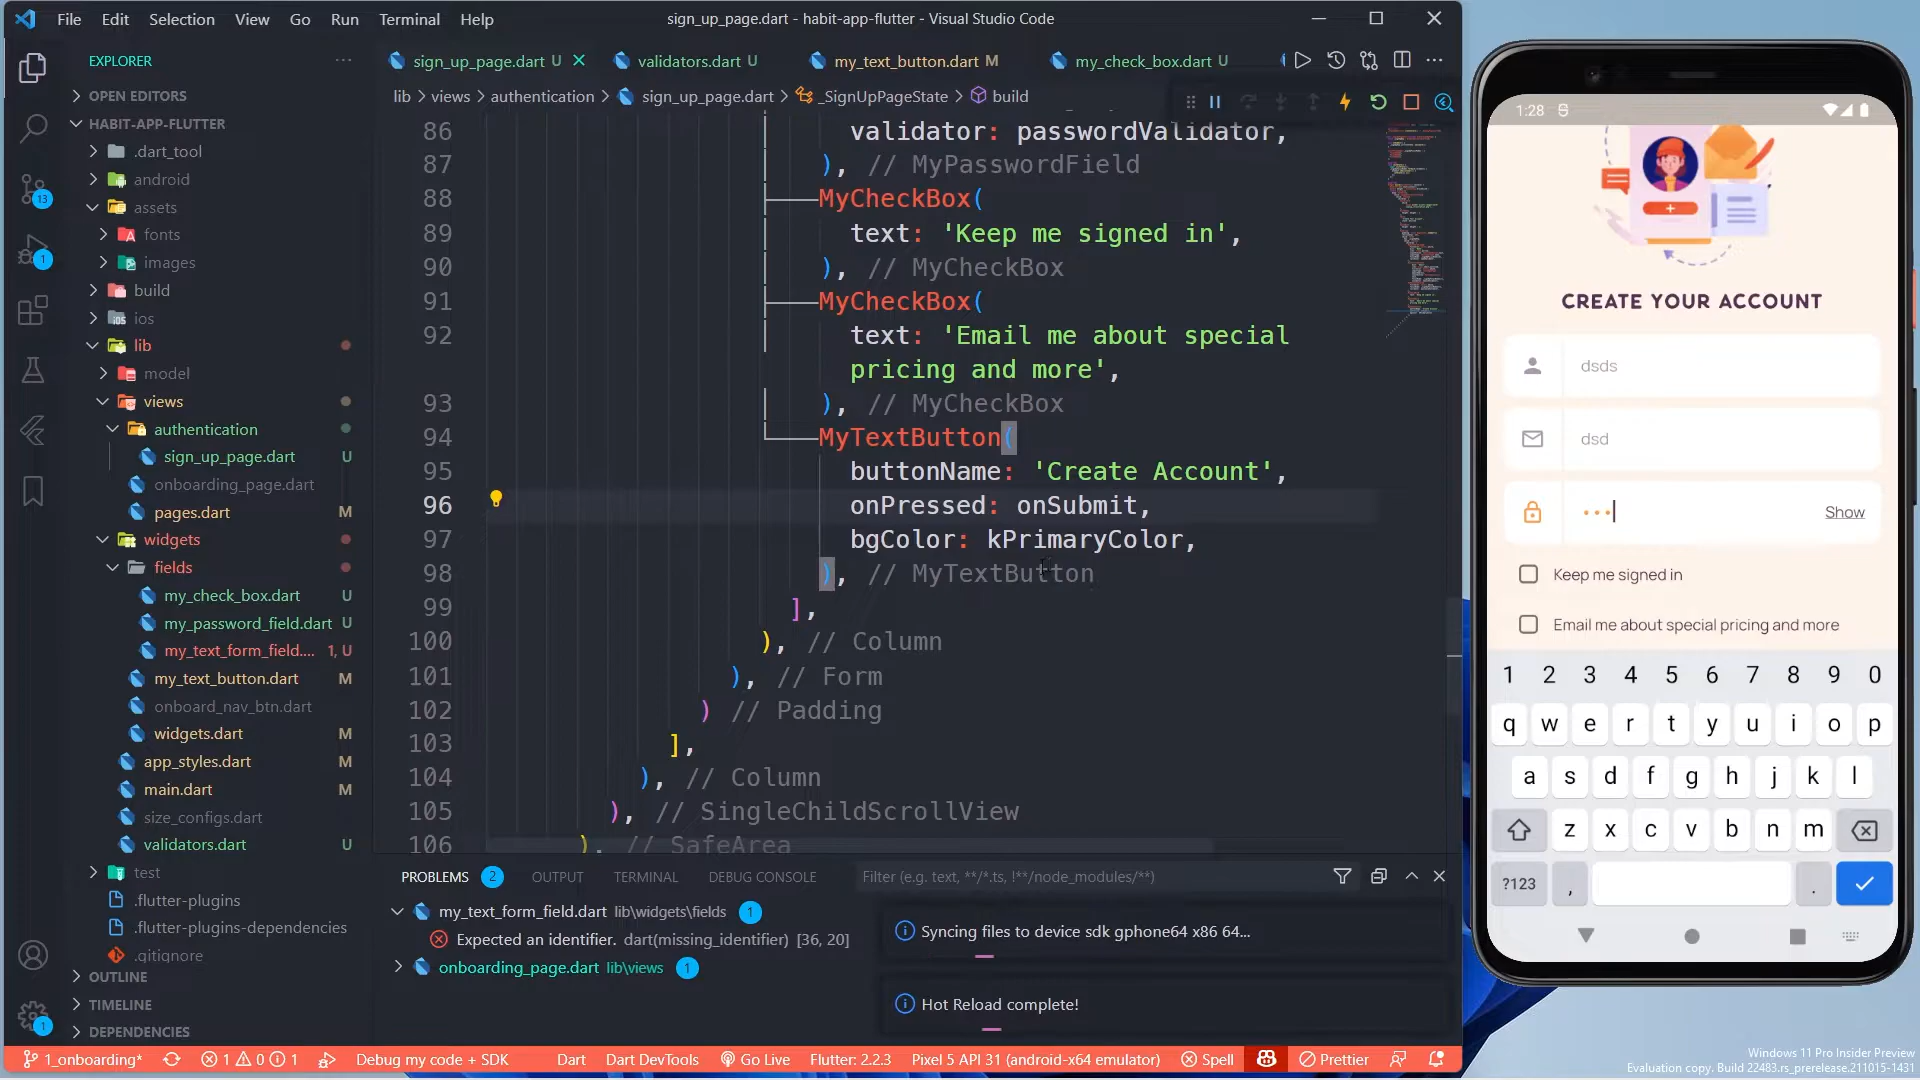 File Edit Selection View Go Run Terminal Help
sign_up_page.dart - habit-app-flutter - Visual Studio Code
EXPLORER
OPEN EDITORS
HABIT-APP-FLUTTER
.dart_tool
android
assets
fonts
images
build
ios
lib
model
views
authentication
sign_up_page.dart U
onboarding_page.dart
pages.dart M
widgets
fields
my_check_box.dart U
my_password_field.dart U
my_text_form_field.... 1, U
my_text_button.dart M
onboard_nav_btn.dart
widgets.dart M
app_styles.dart M
main.dart M
size_configs.dart
validators.dart U
test
.flutter-plugins
.flutter-plugins-dependencies
.gitignore
OUTLINE
TIMELINE
DEPENDENCIES
13
1
1
sign_up_page.dart U validators.dart U my_text_button.dart M my_check_box.dart U
lib > views > authentication > sign_up_page.dart > _SignUpPageState > build
86 validator: passwordValidator,
87 ), // MyPasswordField
88 MyCheckBox(
89 text: 'Keep me signed in',
90 ), // MyCheckBox
91 MyCheckBox(
92 text: 'Email me about special
pricing and more',
93 ), // MyCheckBox
94 MyTextButton(
95 buttonName: 'Create Account',
96 onPressed: onSubmit,
97 bgColor: kPrimaryColor,
98 ), // MyTextButton
99 ],
100 ), // Column
101 ), // Form
102 ) // Padding
103 ],
104 ), // Column
105 ), // SingleChildScrollView
106 ), // SafeArea
PROBLEMS 2 OUTPUT TERMINAL DEBUG CONSOLE
Filter (e.g. text, **/*.ts, !**/node_modules/**)
my_text_form_field.dart lib\widgets\fields 1
Expected an identifier. dart(missing_identifier) [36, 20]
onboarding_page.dart lib\views 1
Syncing files to device sdk gphone64 x86 64...
Hot Reload complete!
1_onboarding* 1 0 1 Debug my code + SDK Dart Dart DevTools Go Live Flutter: 2.2.3 Pixel 5 API 31 (android-x64 emulator) Spell Prettier
1:28
CREATE YOUR ACCOUNT
dsds
dsd
Show
Keep me signed in
Email me about special pricing and more
1 2 3 4 5 6 7 8 9 0
q w e r t y u i o p
a s d f g h j k l
z x c v b n m
?123 , .
Windows 11 Pro Insider Preview
Evaluation copy. Build 22483.rs_prerelease.211015-1431